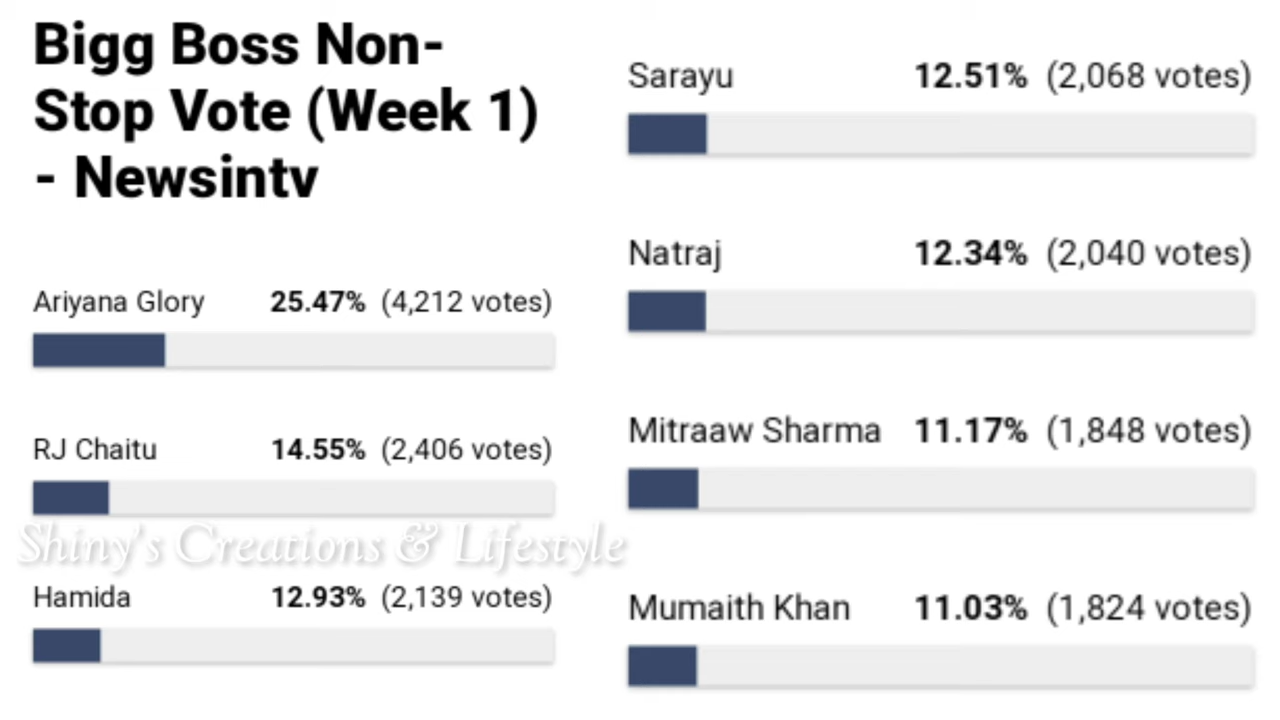 Bigg Boss Non-
Stop Vote (Week 1)
- Newsintv
Ariyana Glory 25.47% (4,212 votes)
RJ Chaitu 14.55% (2,406 votes)
Shiny's Creations & Lifestyle
Hamida 12.93% (2,139 votes)
Sarayu 12.51% (2,068 votes)
Natraj 12.34% (2,040 votes)
Mitraaw Sharma 11.17% (1,848 votes)
Mumaith Khan 11.03% (1,824 votes)